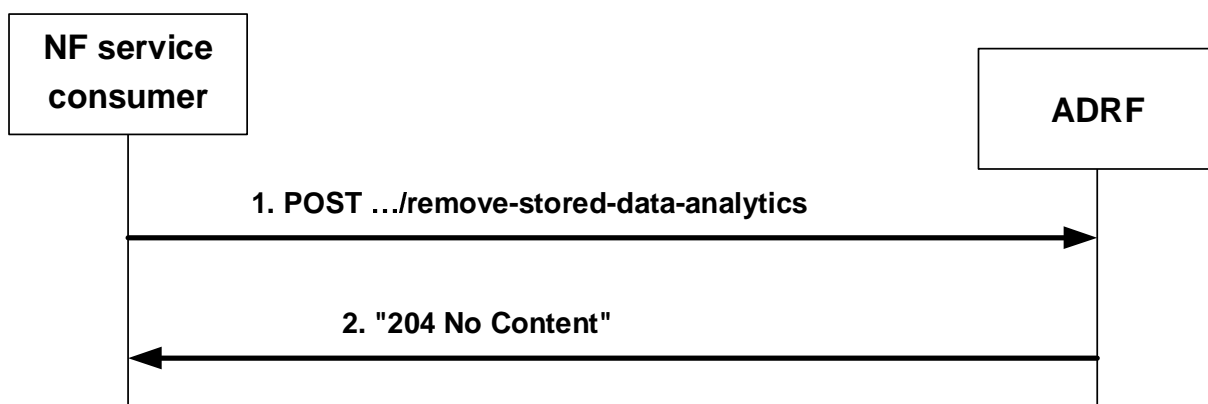 NF service
consumer
ADRF
1. POST …/remove-stored-data-analytics
2. "204 No Content"